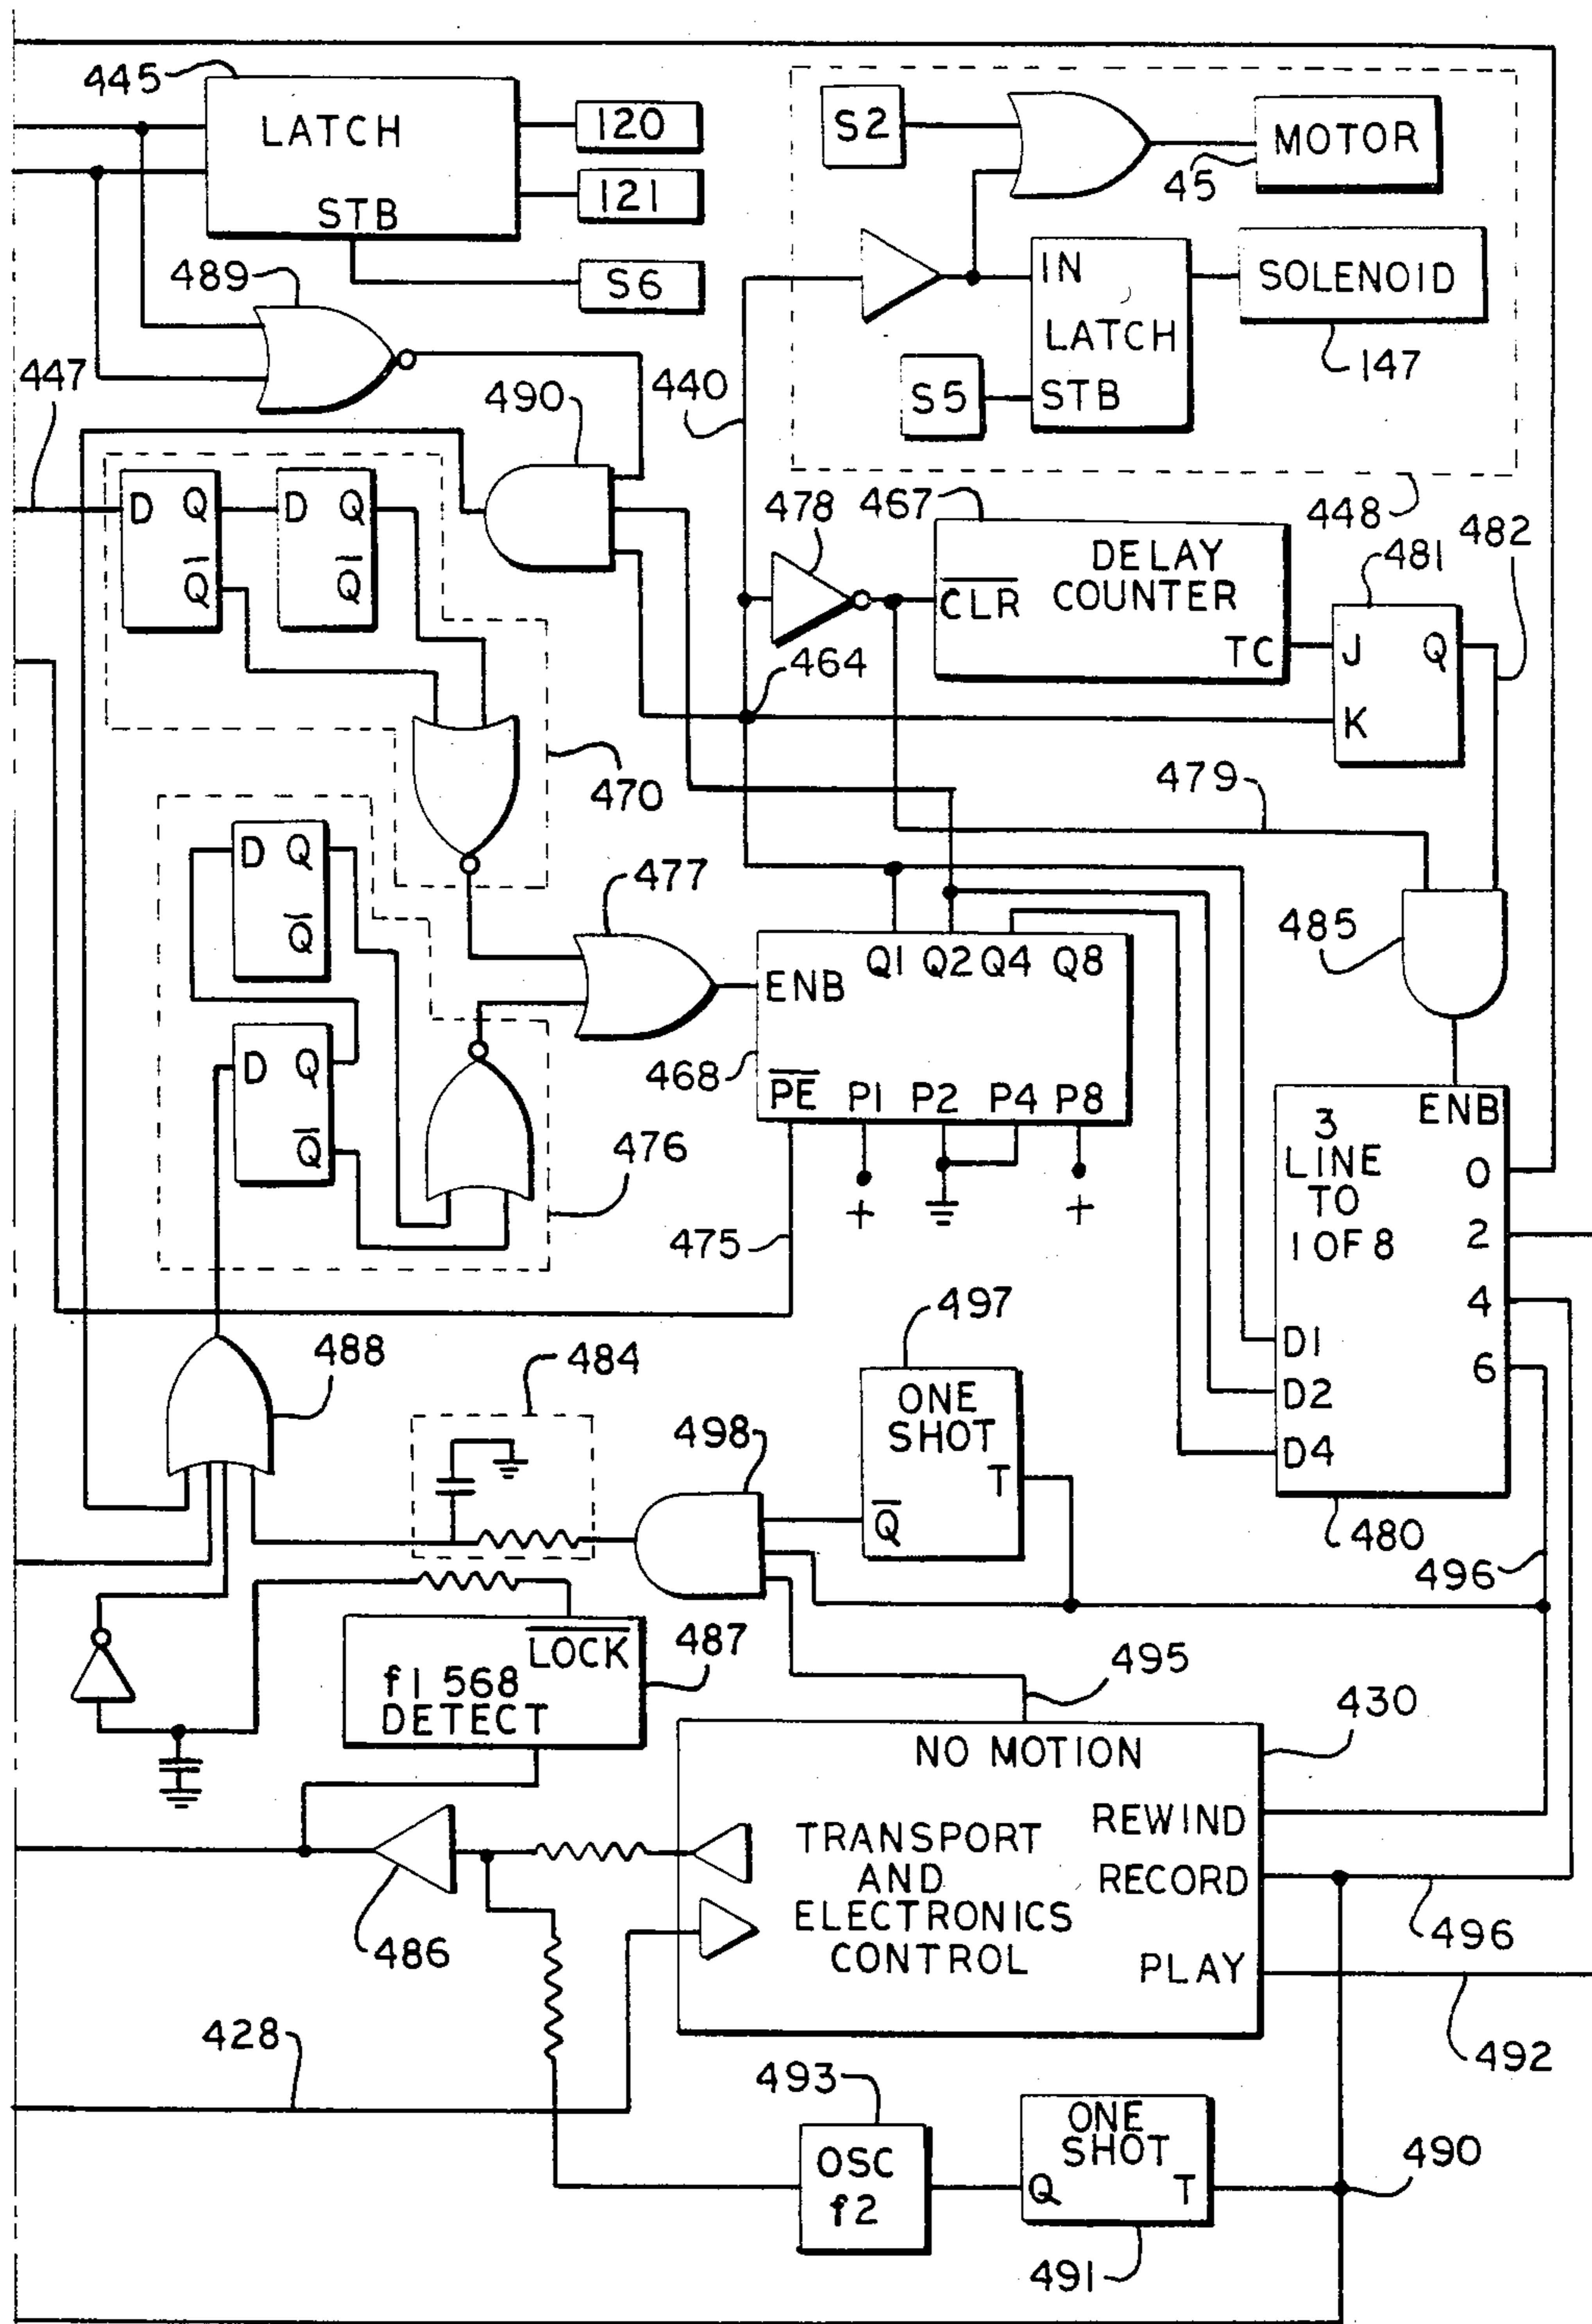 445
LATCH
STB
120
121
S6
489
S2
MOTOR
45
IN
LATCH
STB
SOLENOID
147
S5
448
447
490
440
D Q
Q̅
D Q
Q̅
478
467
DELAY
COUNTER
CLR
TC
481
482
J Q
K
464
470
479
D Q
Q̅
477
485
Q1 Q2 Q4 Q8
ENB
468
PE P1 P2 P4 P8
+
+
D Q
Q̅
476
475
ENB
3
LINE
TO
1 OF 8
0
2
4
6
D1
D2
D4
480
488
484
497
ONE
SHOT
T
Q̅
498
496
LOCK
f1 568
DETECT
487
495
430
NO MOTION
REWIND
RECORD
PLAY
TRANSPORT
AND
ELECTRONICS
CONTROL
486
496
492
428
493
OSC
f2
ONE
SHOT
Q T
490
491